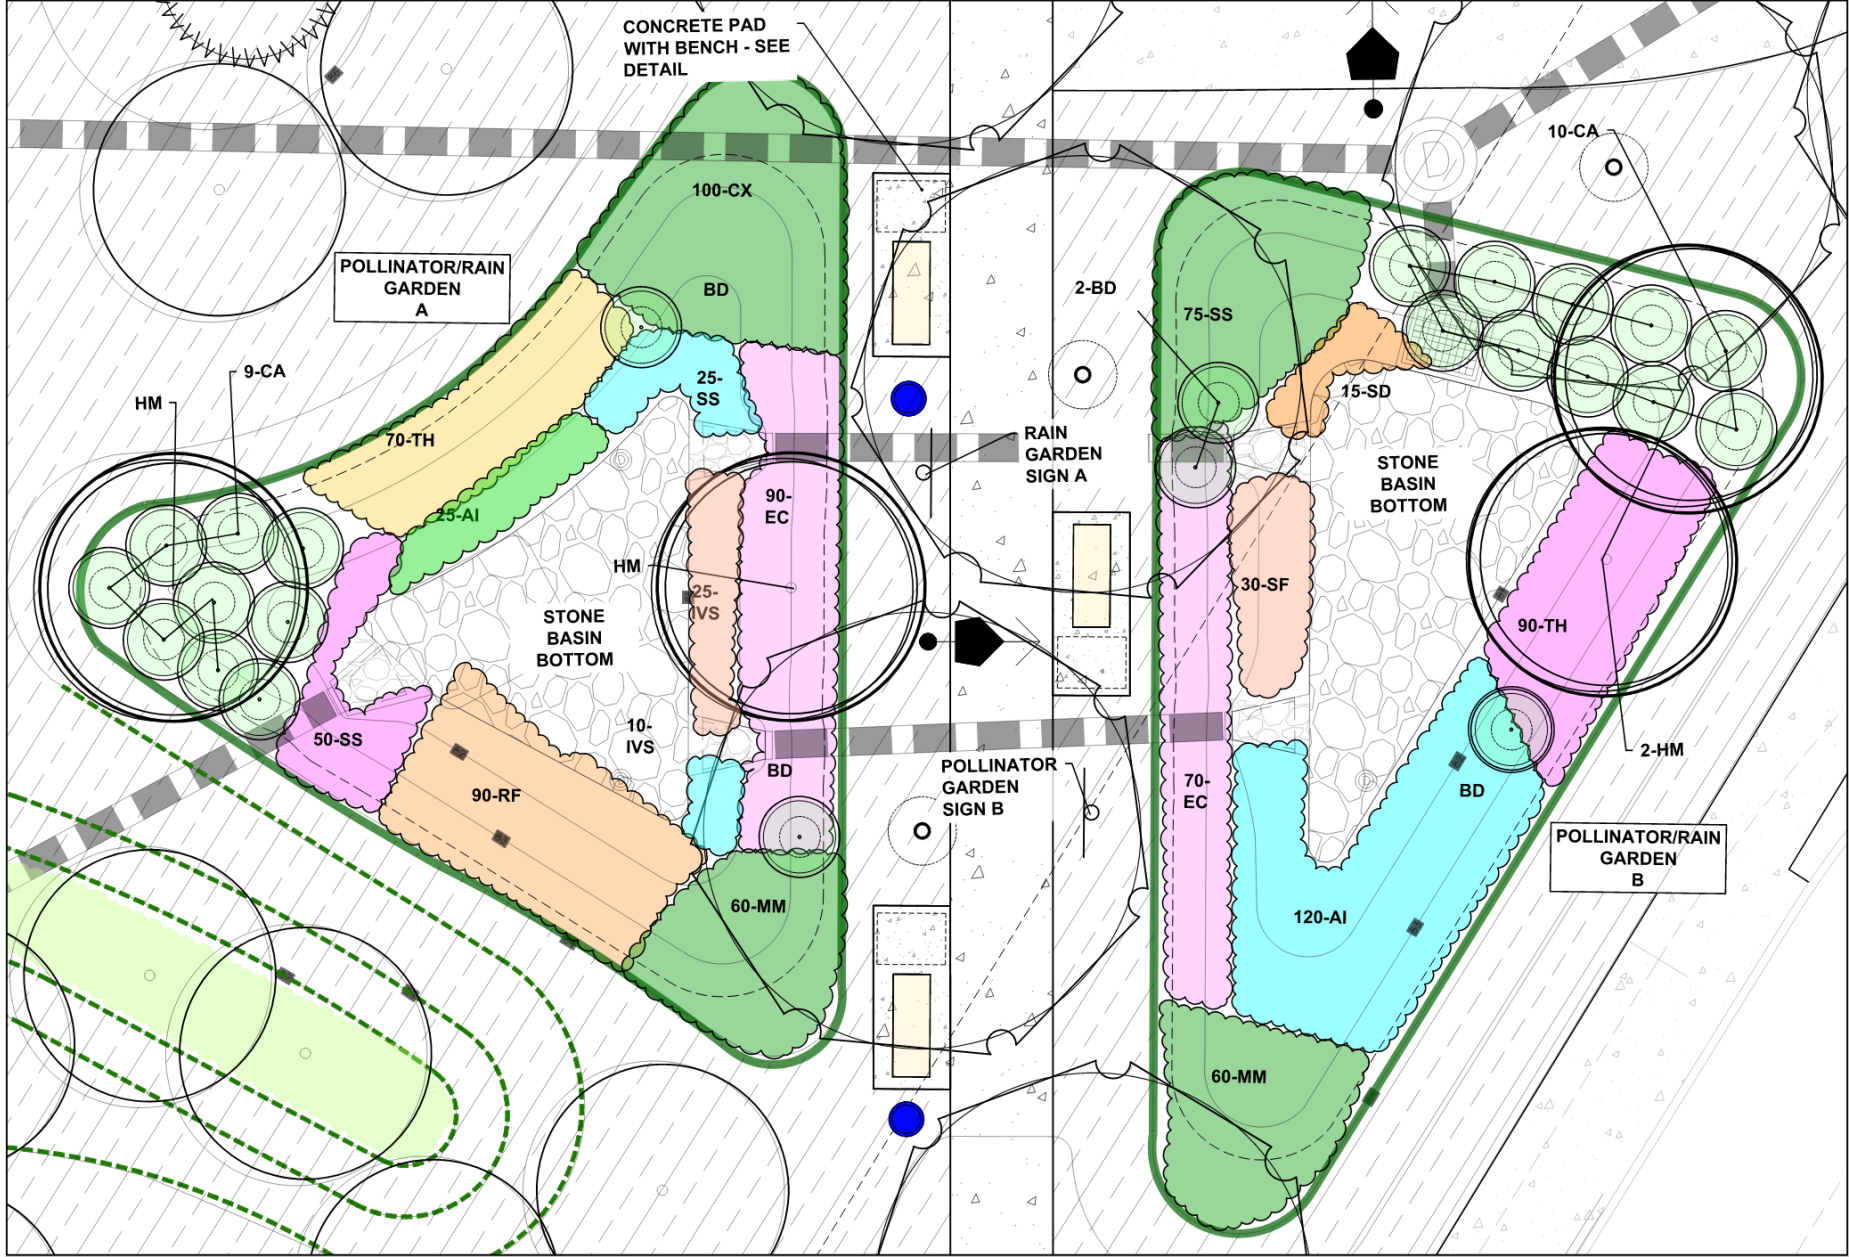 CONCRETE PAD
WITH BENCH - SEE
DETAIL
10-CA
100-CX
POLLINATOR/RAIN
GARDEN
A
BD
2-BD
75-SS
9-CA
HM
25-
SS
15-SD
70-TH
RAIN
GARDEN
SIGN A
STONE
BASIN
BOTTOM
90-
EC
25-AI
HM
25-
IVS
30-SF
STONE
BASIN
BOTTOM
90-TH
50-SS
10-
IVS
2-HM
BD
POLLINATOR
GARDEN
SIGN B
90-RF
70-
EC
BD
POLLINATOR/RAIN
GARDEN
B
60-MM
120-AI
60-MM